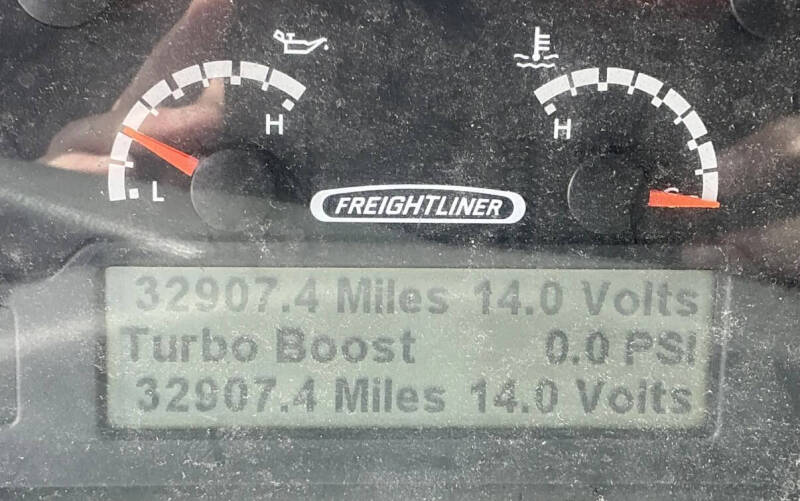 H
H
L
FREIGHTLINER
32907.4 Miles 14.0 Volts
Turbo Boost 0.0 PSI
32907.4 Miles 14.0 Volts